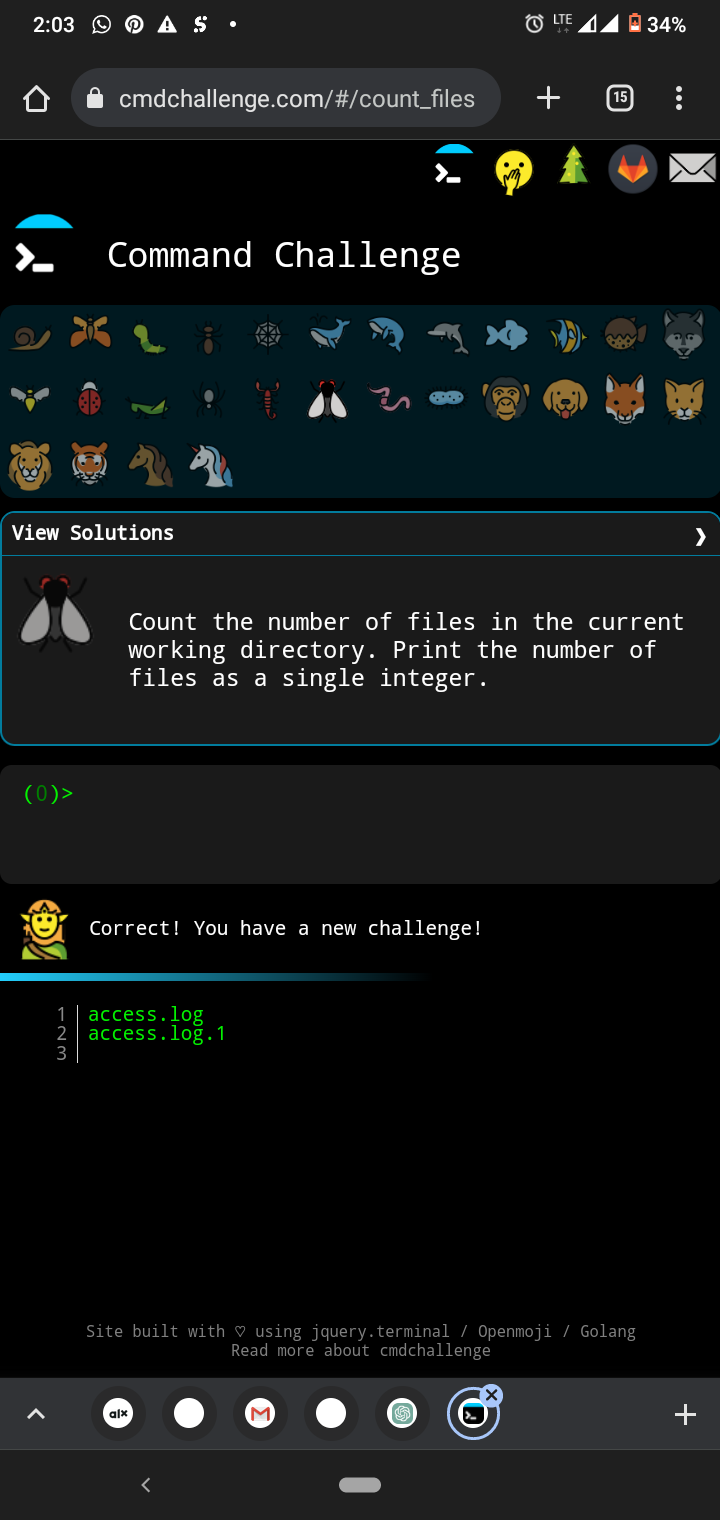 2:03
LTE
34%
cmdchallenge.com/#/count_files
15
Command Challenge
View Solutions
Count the number of files in the current
working directory. Print the number of
files as a single integer.
(0)>
Correct! You have a new challenge!
1 access.log
2 access.log.1
3
Site built with ♡ using jquery.terminal / Openmoji / Golang
Read more about cmdchallenge
alx